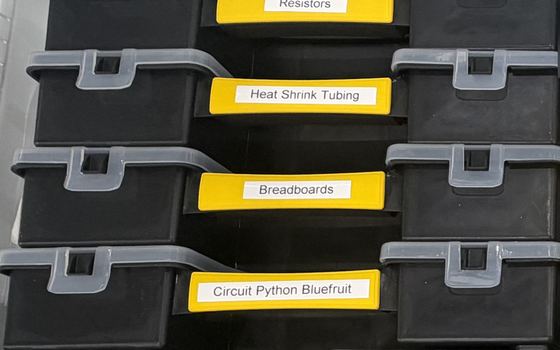 Resistors
Heat Shrink Tubing
Breadboards
Circuit Python Bluefruit